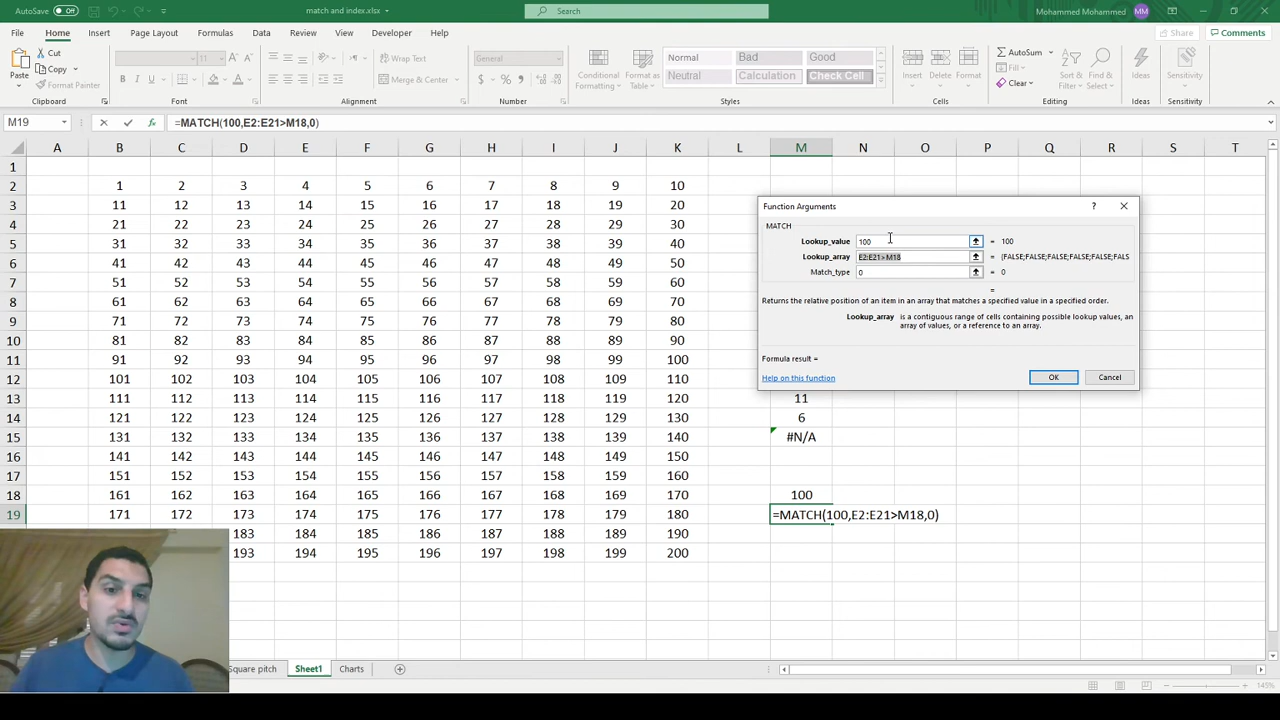 AutoSave Off match and index.xlsx Search Mohammed Mohammed MM
File Home Insert Page Layout Formulas Data Review View Developer Help Share Comments
Paste Cut Copy Format Painter
Clipboard
11 A A
B I U
Font
Wrap Text
Merge & Center
Alignment
General
$ % ,
Number
Conditional Formatting Format as Table
Normal Bad Good
Neutral Calculation Check Cell
Styles
Insert Delete Format
Cells
AutoSum Fill Clear
Sort & Filter Find & Select
Editing
Ideas
Ideas
Sensitivity
Sensitivity
M19 fx =MATCH(100,E2:E21>M18,0)
A B C D E F G H I J K L M N O P Q R S T
1
2 1 2 3 4 5 6 7 8 9 10
3 11 12 13 14 15 16 17 18 19 20
4 21 22 23 24 25 26 27 28 29 30
5 31 32 33 34 35 36 37 38 39 40
6 41 42 43 44 45 46 47 48 49 50
7 51 52 53 54 55 56 57 58 59 60
8 61 62 63 64 65 66 67 68 69 70
9 71 72 73 74 75 76 77 78 79 80
10 81 82 83 84 85 86 87 88 89 90
11 91 92 93 94 95 96 97 98 99 100
12 101 102 103 104 105 106 107 108 109 110
13 111 112 113 114 115 116 117 118 119 120 11
14 121 122 123 124 125 126 127 128 129 130 6
15 131 132 133 134 135 136 137 138 139 140 #N/A
16 141 142 143 144 145 146 147 148 149 150
17 151 152 153 154 155 156 157 158 159 160
18 161 162 163 164 165 166 167 168 169 170 100
19 171 172 173 174 175 176 177 178 179 180 =MATCH(100,E2:E21>M18,0)
183 184 185 186 187 188 189 190
193 194 195 196 197 198 199 200
Function Arguments ? ×
MATCH
Lookup_value 100 = 100
Lookup_array E2:E21>M18 = {FALSE;FALSE;FALSE;FALSE;FALSE;FALS
Match_type 0 = 0
=
Returns the relative position of an item in an array that matches a specified value in a specified order.
Lookup_array is a contiguous range of cells containing possible lookup values, an
array of values, or a reference to an array.
Formula result =
Help on this function OK Cancel
Square pitch Sheet1 Charts
145%